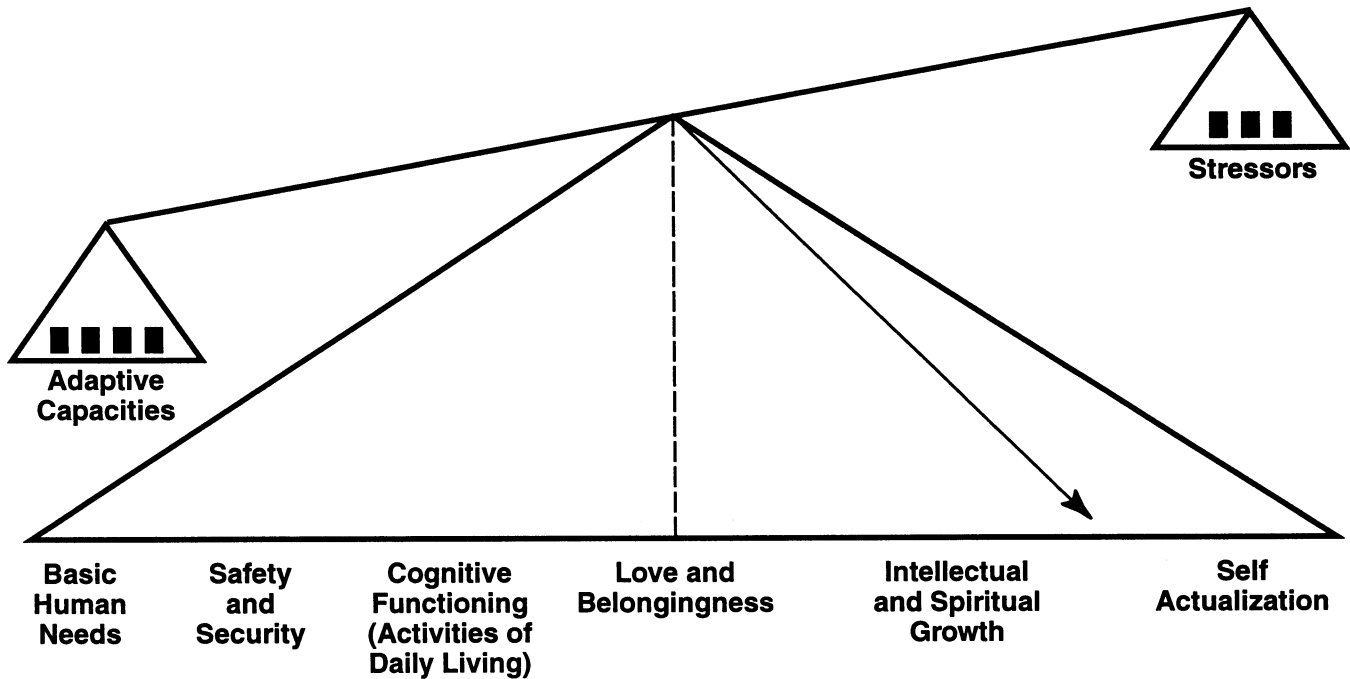 Stressors
Adaptive
Capacities
Basic
Human
Needs
Safety
and
Security
Cognitive
Functioning
(Activities of
Daily Living)
Love and
Belongingness
Intellectual
and Spiritual
Growth
Self
Actualization